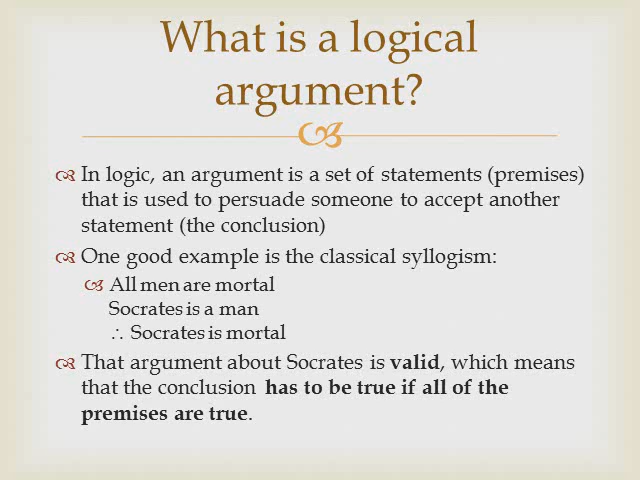 What is a logical
argument?
In logic, an argument is a set of statements (premises)
that is used to persuade someone to accept another
statement (the conclusion)
One good example is the classical syllogism:
All men are mortal
Socrates is a man
∴ Socrates is mortal
That argument about Socrates is valid, which means
that the conclusion has to be true if all of the
premises are true.